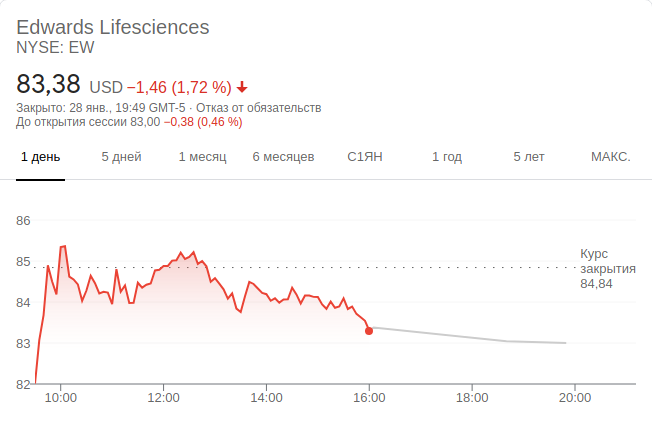 Edwards Lifesciences
NYSE: EW
83,38 USD −1,46 (1,72 %)
Закрыто: 28 янв., 19:49 GMT-5 · Отказ от обязательств
До открытия сессии 83,00 −0,38 (0,46 %)
1 день 5 дней 1 месяц 6 месяцев С1ЯН 1 год 5 лет МАКС.
86
85
84
83
82
Курс
закрытия
84,84
10:00 12:00 14:00 16:00 18:00 20:00